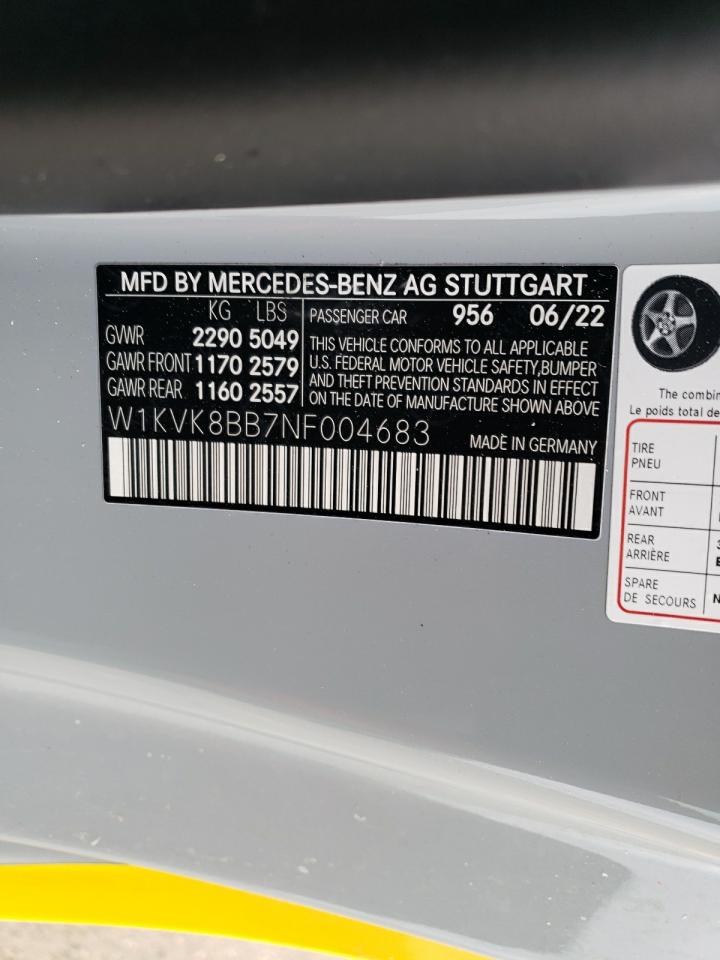 MFD BY MERCEDES-BENZ AG STUTTGART
KG LBS
GVWR 2290 5049
GAWR FRONT 1170 2579
GAWR REAR 1160 2557
PASSENGER CAR 956 06/22
THIS VEHICLE CONFORMS TO ALL APPLICABLE
U.S. FEDERAL MOTOR VEHICLE SAFETY,BUMPER
AND THEFT PREVENTION STANDARDS IN EFFECT
ON THE DATE OF MANUFACTURE SHOWN ABOVE
W1KVK8BB7NF004683
MADE IN GERMANY
The
Le poids total
TIRE
PNEU
FRONT
AVANT
REAR
ARRIÈRE
SPARE
DE SECOURS